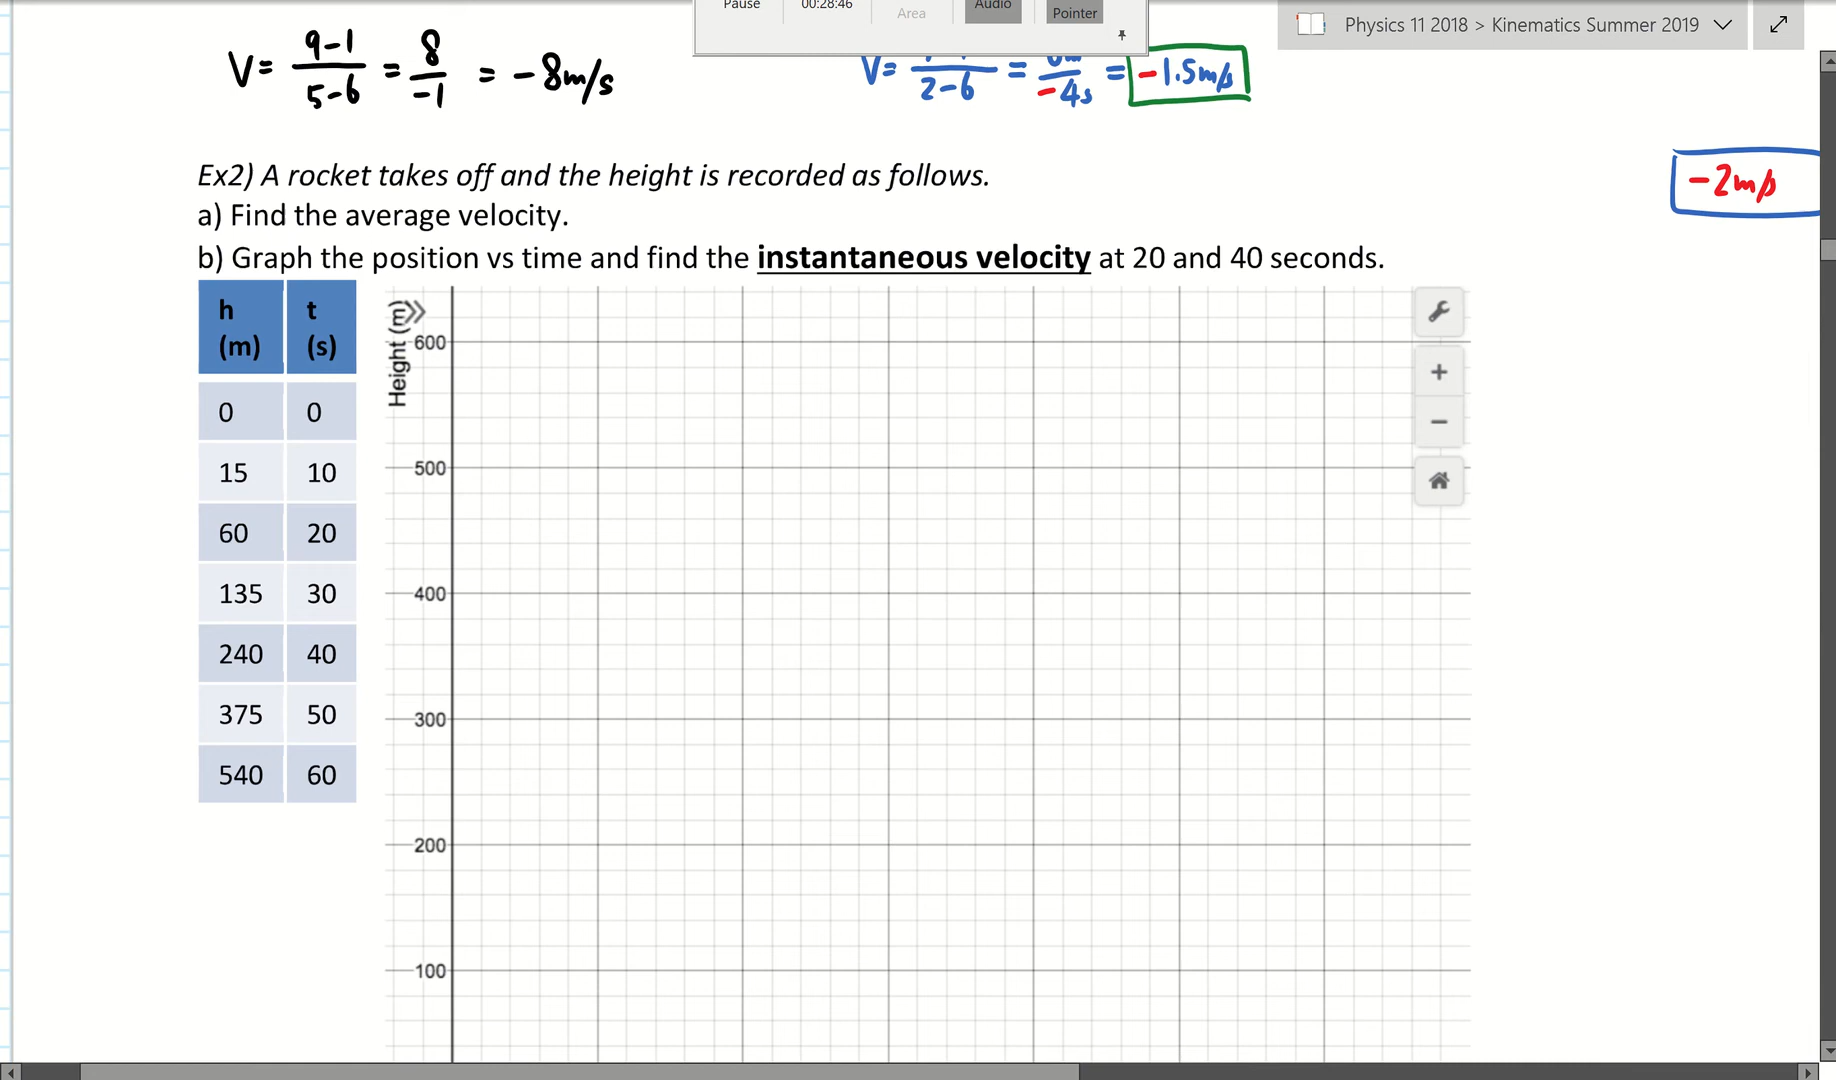 Pause 00:28:46 Area Audio Pointer
Physics 11 2018 > Kinematics Summer 2019
V= 9-1 / 5-6 = 8 / -1 = -8m/s
V= / 2-6 = / -4s = -1.5m/s
Ex2) A rocket takes off and the height is recorded as follows.
-2m/s
a) Find the average velocity.
b) Graph the position vs time and find the instantaneous velocity at 20 and 40 seconds.
h (m) t (s)
0 0
15 10
60 20
135 30
240 40
375 50
540 60
Height (m)
600
500
400
300
200
100